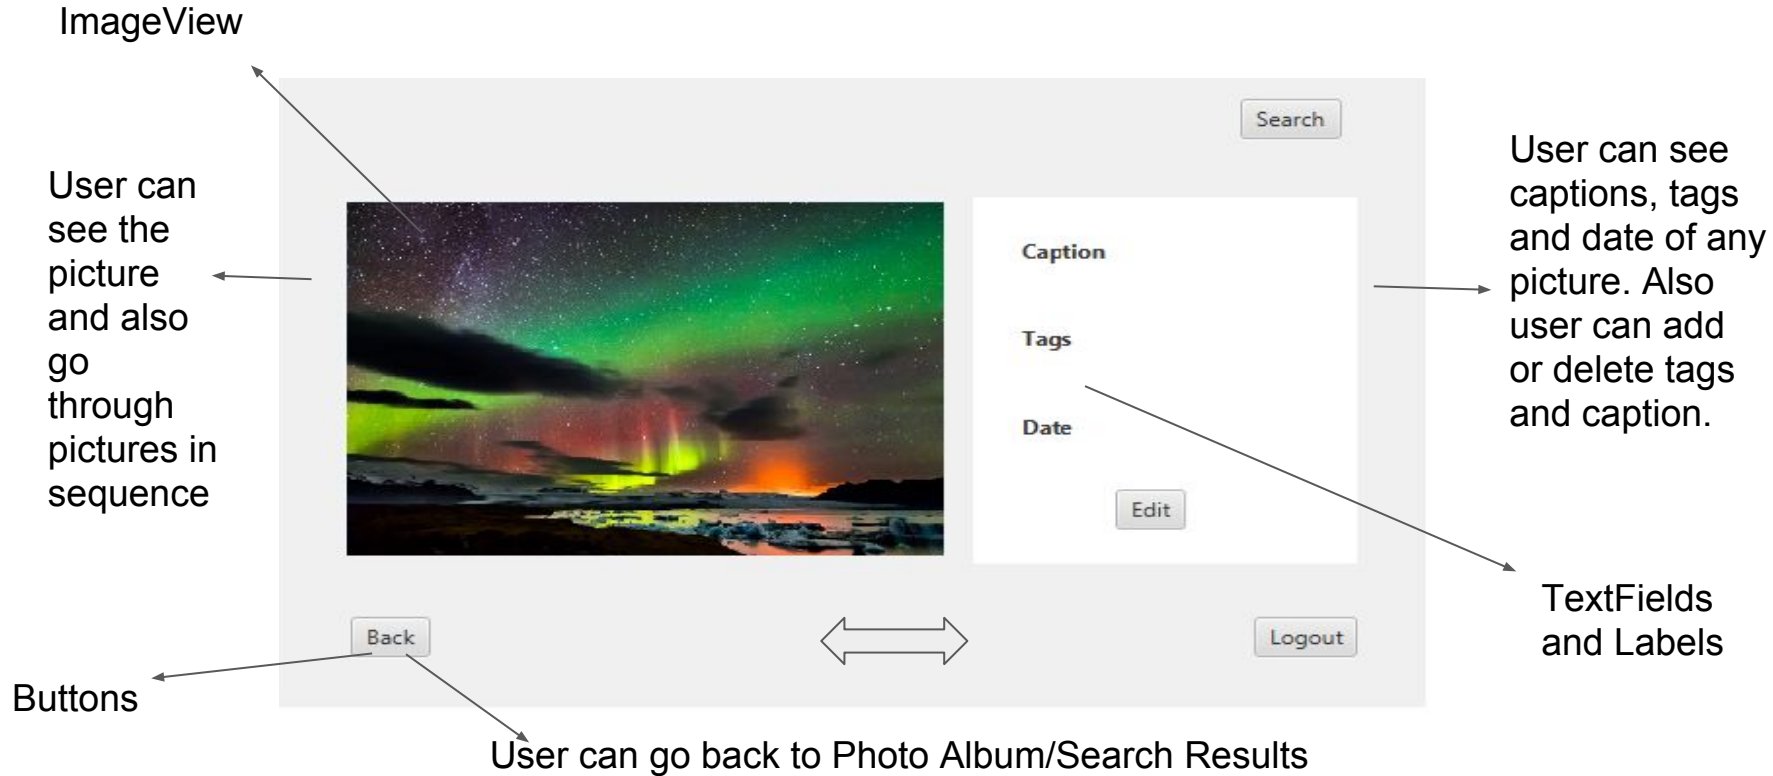 ImageView
Search
User can
see the
picture
and also
go
through
pictures in
sequence
Caption
Tags
Date
Edit
User can see
captions, tags
and date of any
picture. Also
user can add
or delete tags
and caption.
TextFields
and Labels
Back
Logout
Buttons
User can go back to Photo Album/Search Results